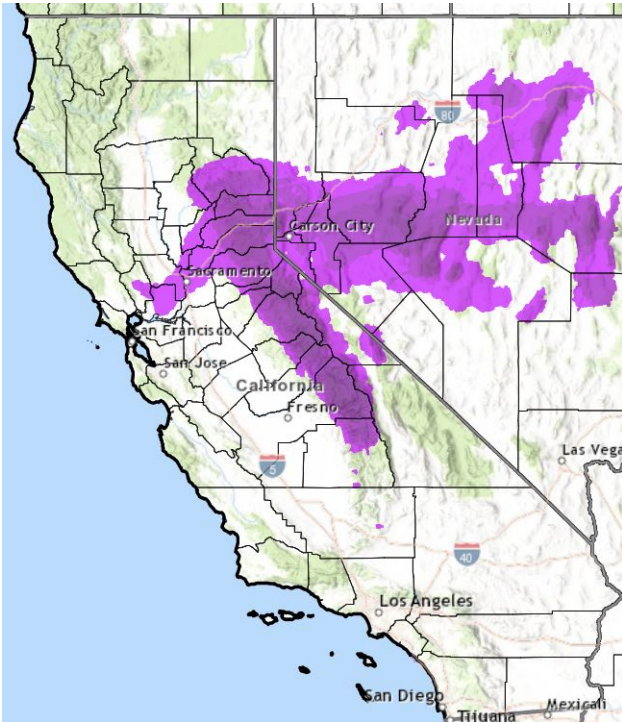 80
Nevada
Carson City
Sacramento
San Francisco
San Jose
California
Fresno
5
Las Vega
40
Los Angeles
San Diego
Tijuana
Mexicali